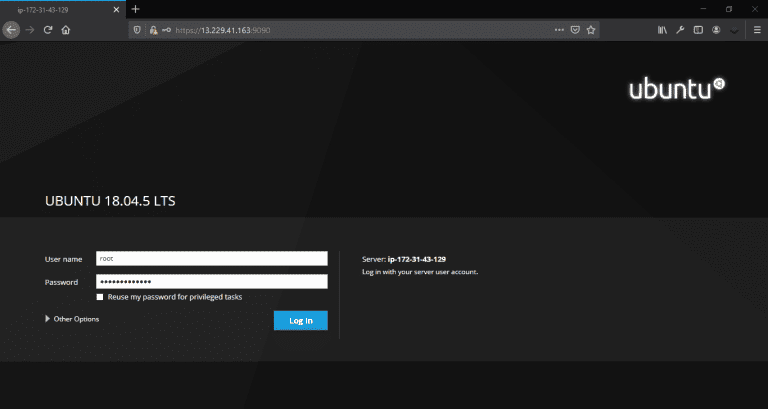 ip-172-31-43-129
https://13.229.41.163:9090
ubuntu
UBUNTU 18.04.5 LTS
User name root
Password •••••••••••••
Reuse my password for privileged tasks
Other Options
Log In
Server: ip-172-31-43-129
Log in with your server user account.